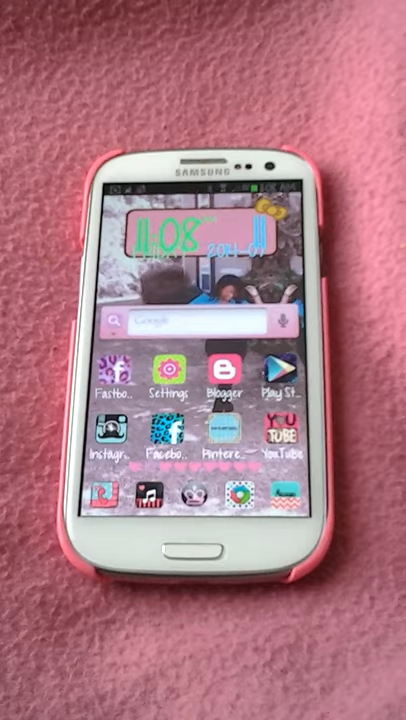 SAMSUNG
11:08
Google
Fastbo..
Settings
Blogger
Play St..
Instagr..
Facebo..
Pintere..
YOU
TUBE
YouTube